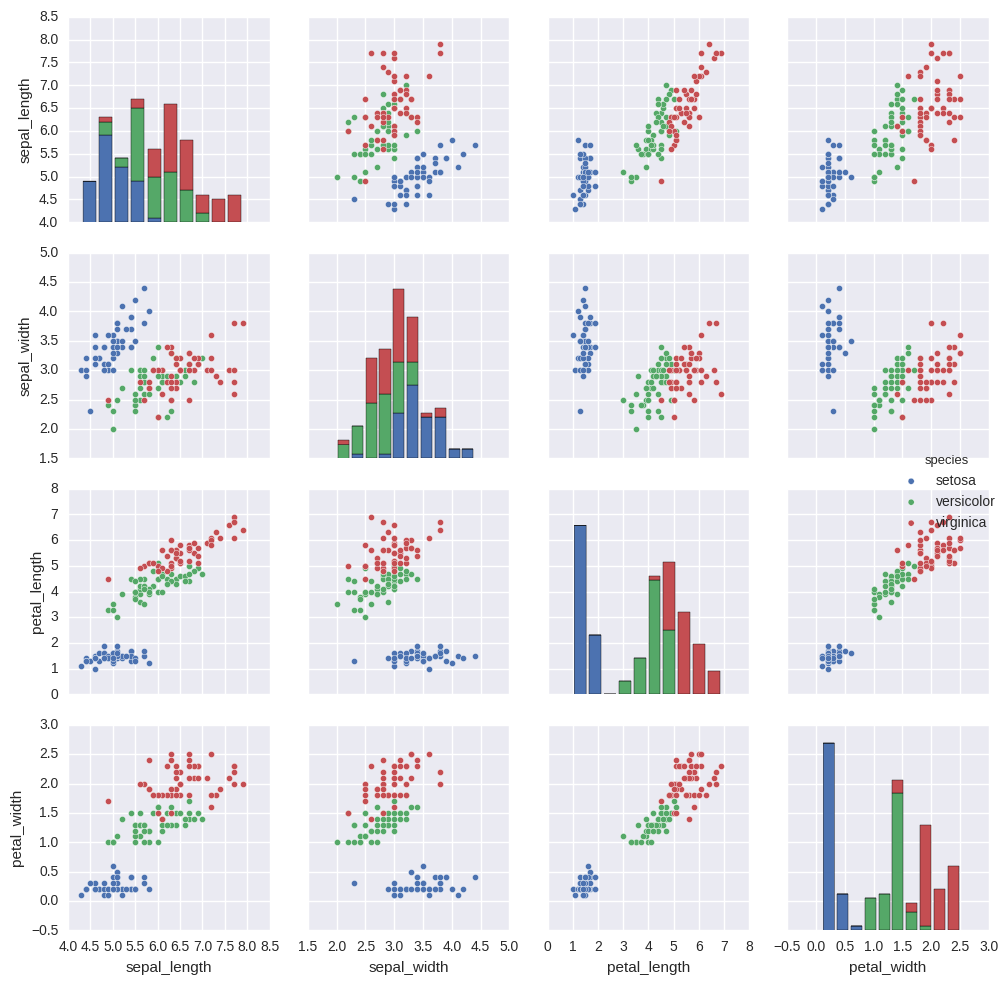 8.5
8.0
7.5
7.0
6.5
6.0
5.5
5.0
4.5
4.0
sepal_length
5.0
4.5
4.0
3.5
3.0
2.5
2.0
1.5
sepal_width
species
setosa
versicolor
virginica
8
7
6
5
4
3
2
1
0
petal_length
3.0
2.5
2.0
1.5
1.0
0.5
0.0
−0.5
petal_width
4.0 4.5 5.0 5.5 6.0 6.5 7.0 7.5 8.0 8.5
sepal_length
1.5 2.0 2.5 3.0 3.5 4.0 4.5 5.0
sepal_width
0 1 2 3 4 5 6 7 8
petal_length
−0.5 0.0 0.5 1.0 1.5 2.0 2.5 3.0
petal_width